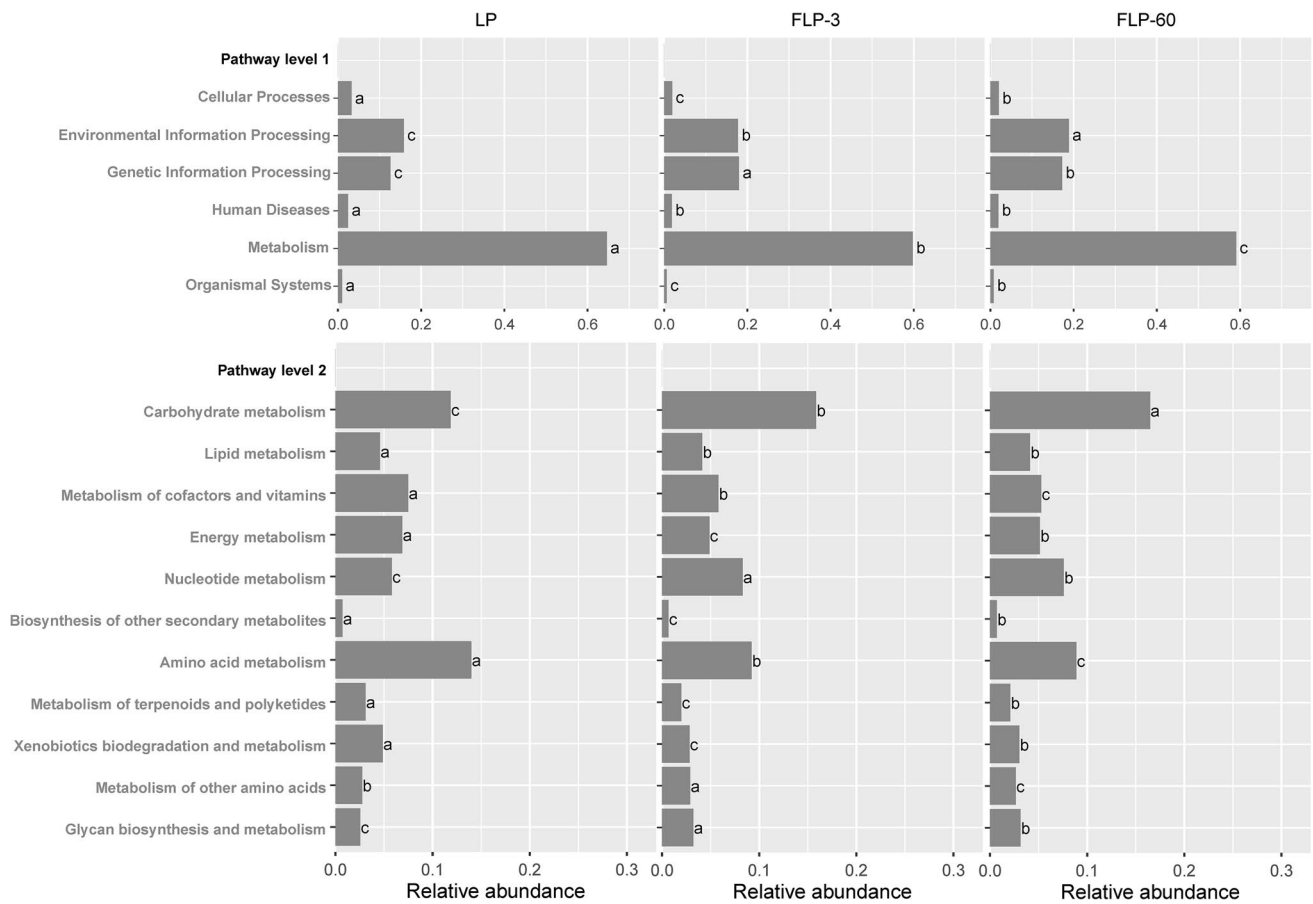 LP FLP-3 FLP-60
Pathway level 1
Cellular Processes a c b
Environmental Information Processing c b a
Genetic Information Processing c a b
Human Diseases a b b
Metabolism a b c
Organismal Systems a c b
0.0 0.2 0.4 0.6 0.0 0.2 0.4 0.6 0.0 0.2 0.4 0.6
Pathway level 2
Carbohydrate metabolism c b a
Lipid metabolism a b b
Metabolism of cofactors and vitamins a b c
Energy metabolism a c b
Nucleotide metabolism c a b
Biosynthesis of other secondary metabolites a c b
Amino acid metabolism a b c
Metabolism of terpenoids and polyketides a c b
Xenobiotics biodegradation and metabolism a c b
Metabolism of other amino acids b a c
Glycan biosynthesis and metabolism c a b
0.0 0.1 0.2 0.3 0.0 0.1 0.2 0.3 0.0 0.1 0.2 0.3
Relative abundance Relative abundance Relative abundance